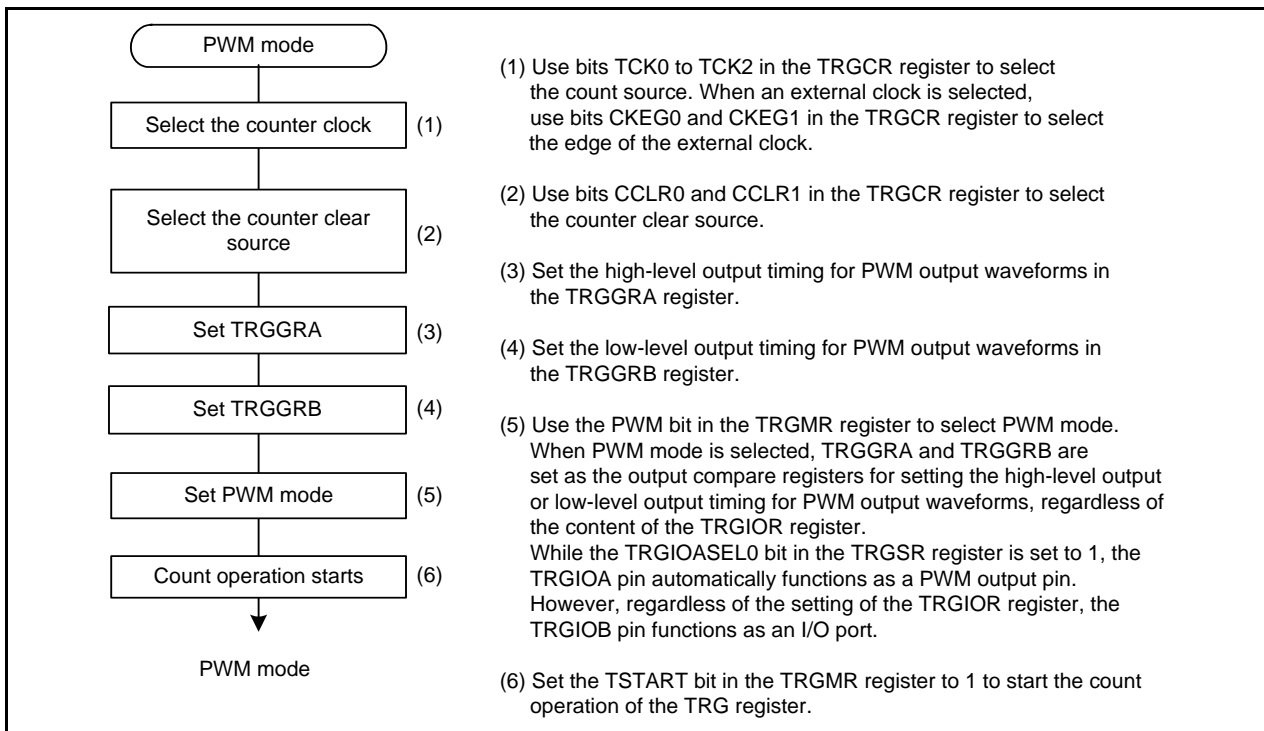 PWM mode
Select the counter clock
(1)
Select the counter clear
source
(2)
Set TRGGRA
(3)
Set TRGGRB
(4)
Set PWM mode
(5)
Count operation starts
(6)
PWM mode
(1) Use bits TCK0 to TCK2 in the TRGCR register to select
the count source. When an external clock is selected,
use bits CKEG0 and CKEG1 in the TRGCR register to select
the edge of the external clock.
(2) Use bits CCLR0 and CCLR1 in the TRGCR register to select
the counter clear source.
(3) Set the high-level output timing for PWM output waveforms in
the TRGGRA register.
(4) Set the low-level output timing for PWM output waveforms in
the TRGGRB register.
(5) Use the PWM bit in the TRGMR register to select PWM mode.
When PWM mode is selected, TRGGRA and TRGGRB are
set as the output compare registers for setting the high-level output
or low-level output timing for PWM output waveforms, regardless of
the content of the TRGIOR register.
While the TRGIOASEL0 bit in the TRGSR register is set to 1, the
TRGIOA pin automatically functions as a PWM output pin.
However, regardless of the setting of the TRGIOR register, the
TRGIOB pin functions as an I/O port.
(6) Set the TSTART bit in the TRGMR register to 1 to start the count
operation of the TRG register.